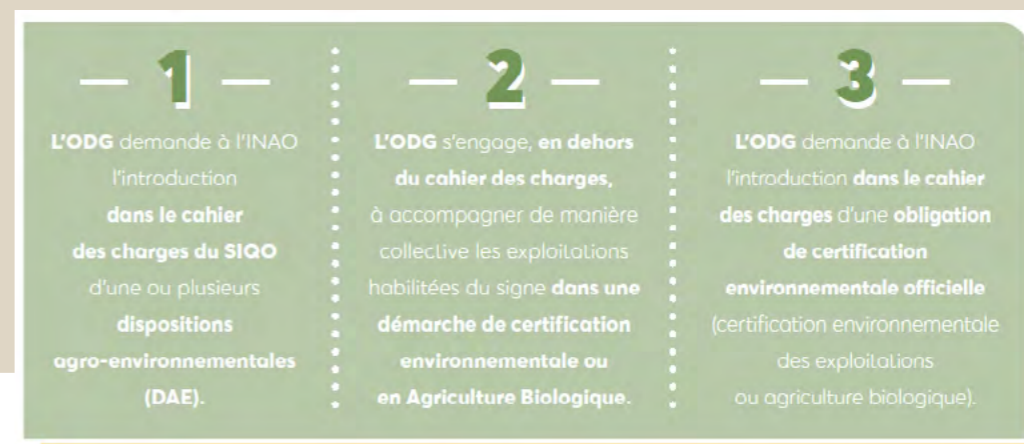 1
L'ODG demande à l'INAO
l'introduction
dans le cahier
des charges du SIQO
d'une ou plusieurs
dispositions
agro-environnementales
(DAE).
2
L'ODG s'engage, en dehors
du cahier des charges,
à accompagner de manière
collective les exploitations
habilitées du signe dans une
démarche de certification
environnementale ou
en Agriculture Biologique.
3
L'ODG demande à l'INAO
l'introduction dans le cahier
des charges d'une obligation
de certification
environnementale officielle
(certification environnementale
des exploitations
ou agriculture biologique).